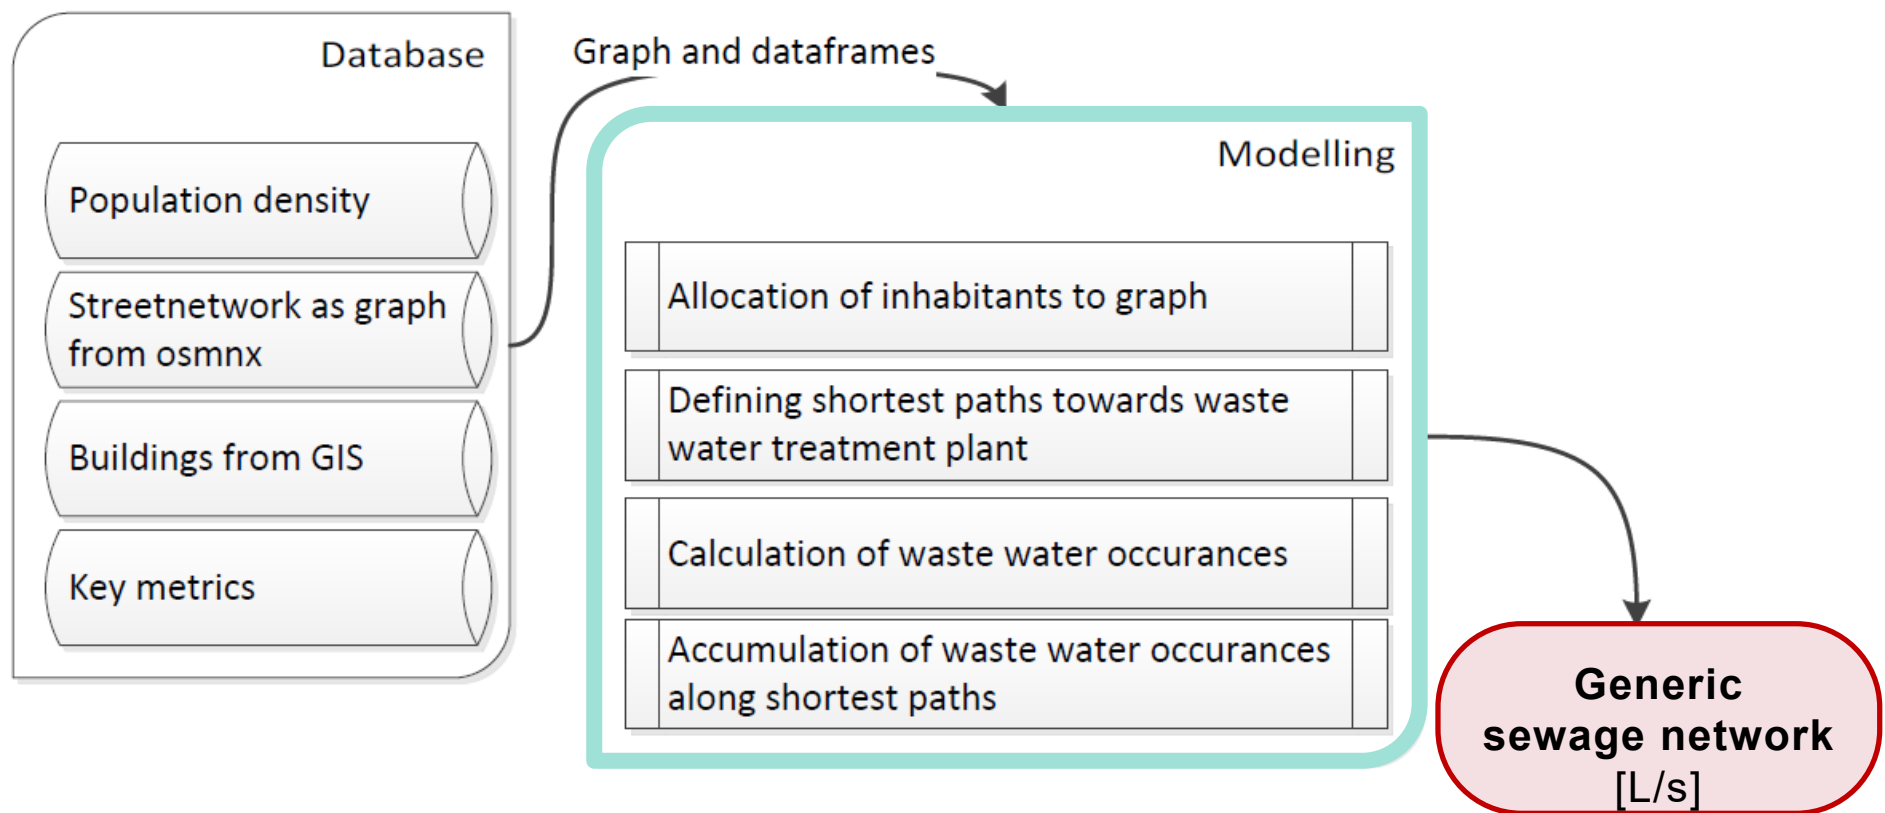 Database
Population density
Streetnetwork as graph
from osmnx
Buildings from GIS
Key metrics
Graph and dataframes
Modelling
Allocation of inhabitants to graph
Defining shortest paths towards waste
water treatment plant
Calculation of waste water occurances
Accumulation of waste water occurances
along shortest paths
Generic
sewage network
[L/s]